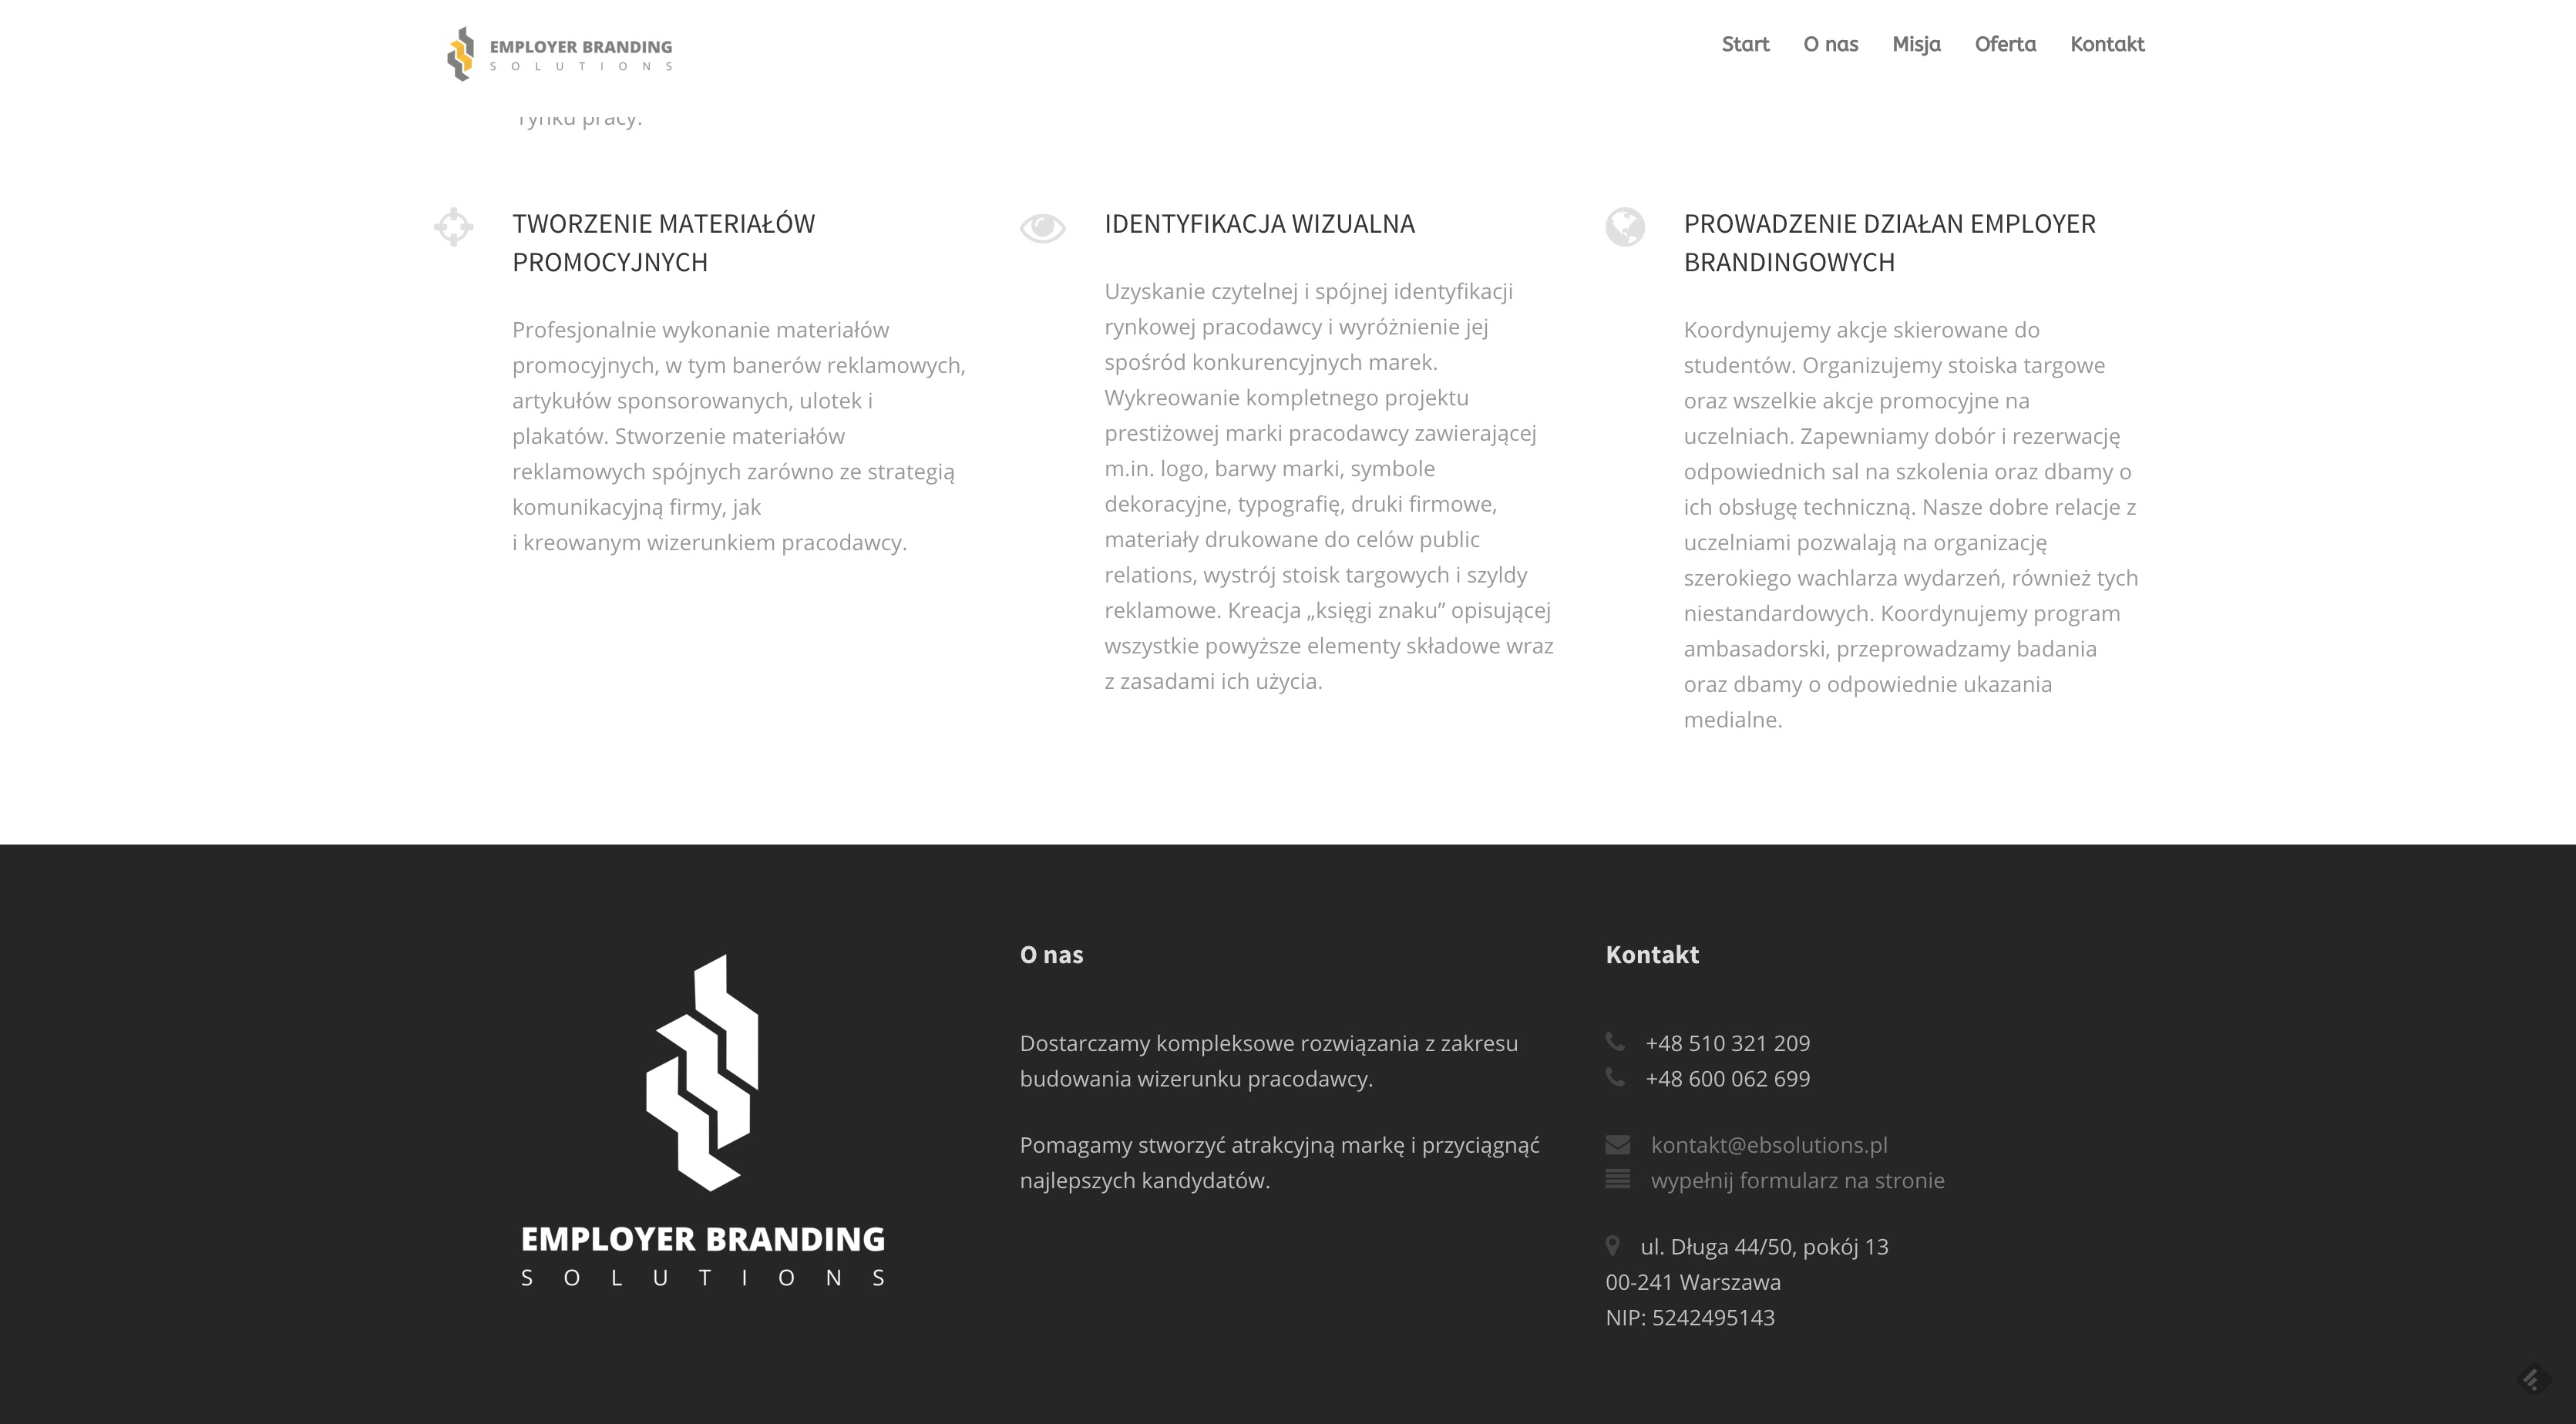 EMPLOYER BRANDING
SOLUTIONS
Start
O nas
Misja
Oferta
Kontakt
rynku pracy.
TWORZENIE MATERIAŁÓW
PROMOCYJNYCH
Profesjonalnie wykonanie materiałów
promocyjnych, w tym banerów reklamowych,
artykułów sponsorowanych, ulotek i
plakatów. Stworzenie materiałów
reklamowych spójnych zarówno ze strategią
komunikacyjną firmy, jak
i kreowanym wizerunkiem pracodawcy.
IDENTYFIKACJA WIZUALNA
Uzyskanie czytelnej i spójnej identyfikacji
rynkowej pracodawcy i wyróżnienie jej
spośród konkurencyjnych marek.
Wykreowanie kompletnego projektu
prestiżowej marki pracodawcy zawierającej
m.in. logo, barwy marki, symbole
dekoracyjne, typografię, druki firmowe,
materiały drukowane do celów public
relations, wystrój stoisk targowych i szyldy
reklamowe. Kreacja „księgi znaku” opisującej
wszystkie powyższe elementy składowe wraz
z zasadami ich użycia.
PROWADZENIE DZIAŁAN EMPLOYER
BRANDINGOWYCH
Koordynujemy akcje skierowane do
studentów. Organizujemy stoiska targowe
oraz wszelkie akcje promocyjne na
uczelniach. Zapewniamy dobór i rezerwację
odpowiednich sal na szkolenia oraz dbamy o
ich obsługę techniczną. Nasze dobre relacje z
uczelniami pozwalają na organizację
szerokiego wachlarza wydarzeń, również tych
niestandardowych. Koordynujemy program
ambasadorski, przeprowadzamy badania
oraz dbamy o odpowiednie ukazania
medialne.
EMPLOYER BRANDING
SOLUTIONS
O nas
Dostarczamy kompleksowe rozwiązania z zakresu
budowania wizerunku pracodawcy.
Pomagamy stworzyć atrakcyjną markę i przyciągnąć
najlepszych kandydatów.
Kontakt
+48 510 321 209
+48 600 062 699
kontakt@ebsolutions.pl
wypełnij formularz na stronie
ul. Długa 44/50, pokój 13
00-241 Warszawa
NIP: 5242495143